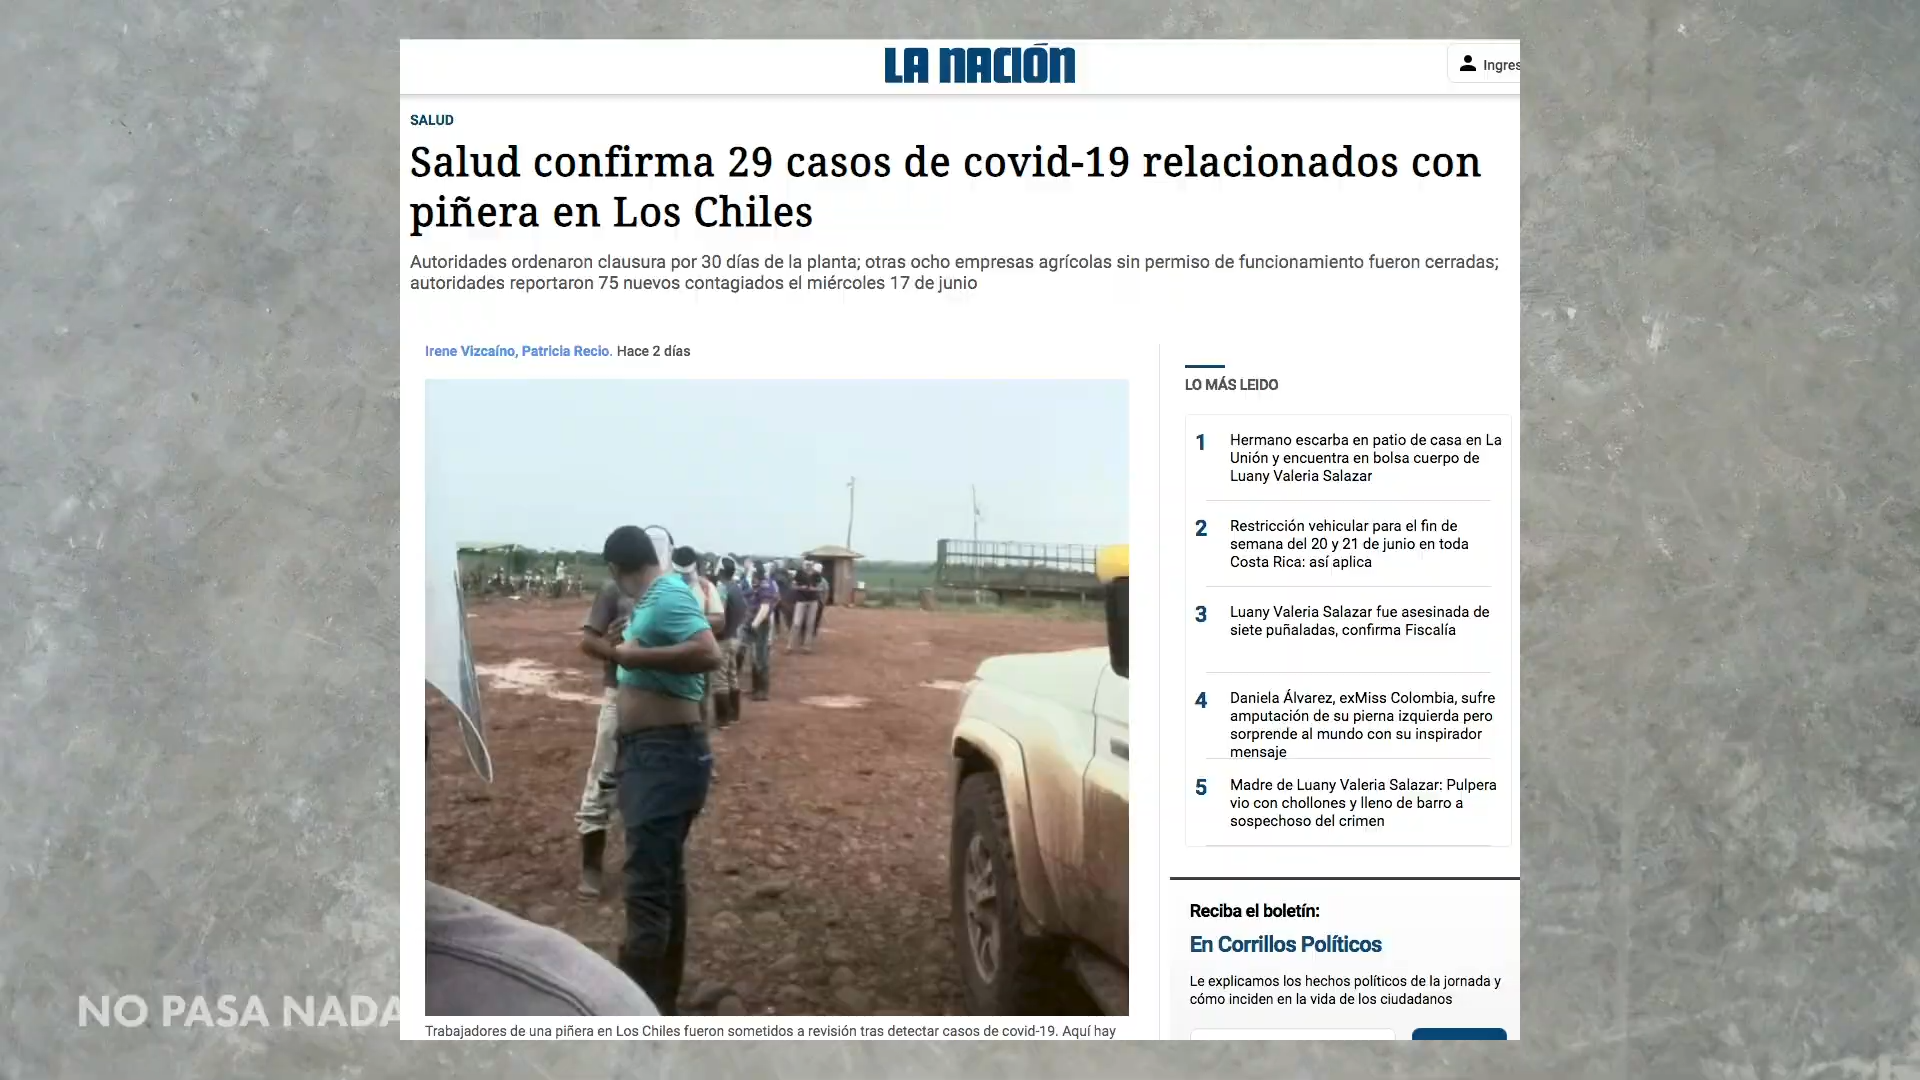 LA NACIÓN
Ingres
SALUD
Salud confirma 29 casos de covid-19 relacionados con
piñera en Los Chiles
Autoridades ordenaron clausura por 30 días de la planta; otras ocho empresas agrícolas sin permiso de funcionamiento fueron cerradas;
autoridades reportaron 75 nuevos contagiados el miércoles 17 de junio
Irene Vizcaíno, Patricia Recio. Hace 2 días
Trabajadores de una piñera en Los Chiles fueron sometidos a revisión tras detectar casos de covid-19. Aquí hay
LO MÁS LEIDO
1
Hermano escarba en patio de casa en La
Unión y encuentra en bolsa cuerpo de
Luany Valeria Salazar
2
Restricción vehicular para el fin de
semana del 20 y 21 de junio en toda
Costa Rica: así aplica
3
Luany Valeria Salazar fue asesinada de
siete puñaladas, confirma Fiscalía
4
Daniela Álvarez, exMiss Colombia, sufre
amputación de su pierna izquierda pero
sorprende al mundo con su inspirador
mensaje
5
Madre de Luany Valeria Salazar: Pulpera
vio con chollones y lleno de barro a
sospechoso del crimen
Reciba el boletín:
En Corrillos Políticos
Le explicamos los hechos políticos de la jornada y
cómo inciden en la vida de los ciudadanos
NO PASA NADA